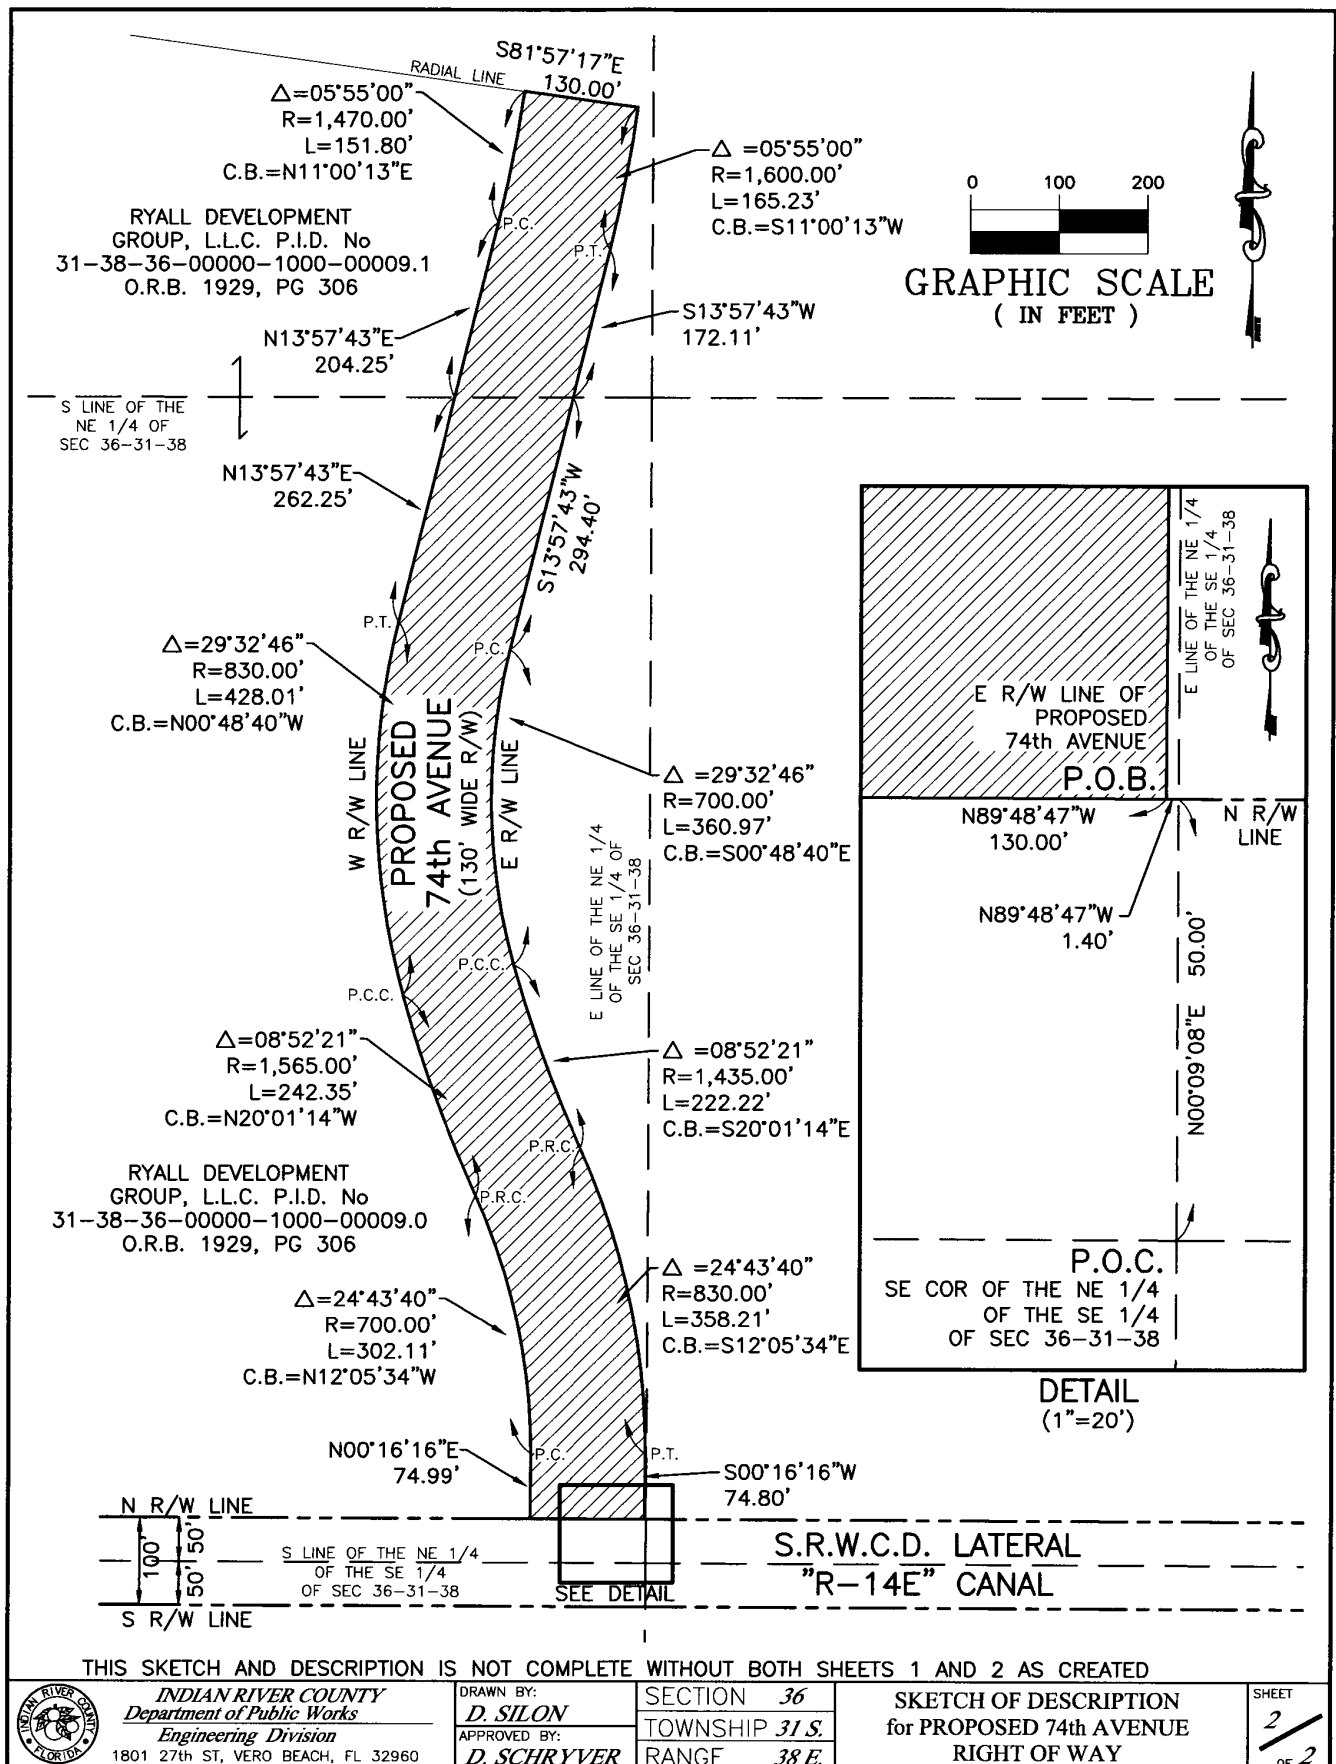 S81°57'17"E
130.00'
RADIAL LINE
△=05°55'00"
R=1,470.00'
L=151.80'
C.B.=N11°00'13"E
△ =05°55'00"
R=1,600.00'
L=165.23'
C.B.=S11°00'13"W
0 100 200
GRAPHIC SCALE
( IN FEET )
RYALL DEVELOPMENT
GROUP, L.L.C. P.I.D. No
31-38-36-00000-1000-00009.1
O.R.B. 1929, PG 306
P.C.
P.T.
N13°57'43"E
204.25'
S13°57'43"W
172.11'
S LINE OF THE
NE 1/4 OF
SEC 36-31-38
N13°57'43"E
262.25'
S13°57'43"W
294.40'
P.T.
P.C.
△=29°32'46"
R=830.00'
L=428.01'
C.B.=N00°48'40"W
W R/W LINE
PROPOSED
74th AVENUE
(130' WIDE R/W)
E R/W LINE
△ =29°32'46"
R=700.00'
L=360.97'
C.B.=S00°48'40"E
E LINE OF THE NE 1/4
OF THE SE 1/4 OF
SEC 36-31-38
P.C.C.
P.C.C.
△=08°52'21"
R=1,565.00'
L=242.35'
C.B.=N20°01'14"W
△ =08°52'21"
R=1,435.00'
L=222.22'
C.B.=S20°01'14"E
P.R.C.
P.R.C.
RYALL DEVELOPMENT
GROUP, L.L.C. P.I.D. No
31-38-36-00000-1000-00009.0
O.R.B. 1929, PG 306
△=24°43'40"
R=700.00'
L=302.11'
C.B.=N12°05'34"W
△ =24°43'40"
R=830.00'
L=358.21'
C.B.=S12°05'34"E
P.C.
P.T.
N00°16'16"E
74.99'
S00°16'16"W
74.80'
E LINE OF THE NE 1/4
OF THE SE 1/4
OF SEC 36-31-38
E R/W LINE OF
PROPOSED
74th AVENUE
P.O.B.
N89°48'47"W
130.00'
N R/W
LINE
N89°48'47"W
1.40'
N00°09'08"E 50.00'
P.O.C.
SE COR OF THE NE 1/4
OF THE SE 1/4
OF SEC 36-31-38
DETAIL
(1"=20')
N R/W LINE
100'
50'
50'
S LINE OF THE NE 1/4
OF THE SE 1/4
OF SEC 36-31-38
S R/W LINE
SEE DETAIL
S.R.W.C.D. LATERAL
"R-14E" CANAL
THIS SKETCH AND DESCRIPTION IS NOT COMPLETE WITHOUT BOTH SHEETS 1 AND 2 AS CREATED
INDIAN RIVER COUNTY
FLORIDA
INDIAN RIVER COUNTY
Department of Public Works
Engineering Division
1801 27th ST, VERO BEACH, FL 32960
DRAWN BY:
D. SILON
APPROVED BY:
D. SCHRYVER
SECTION 36
TOWNSHIP 31 S.
RANGE 38 E.
SKETCH OF DESCRIPTION
for PROPOSED 74th AVENUE
RIGHT OF WAY
SHEET
2
OF 2